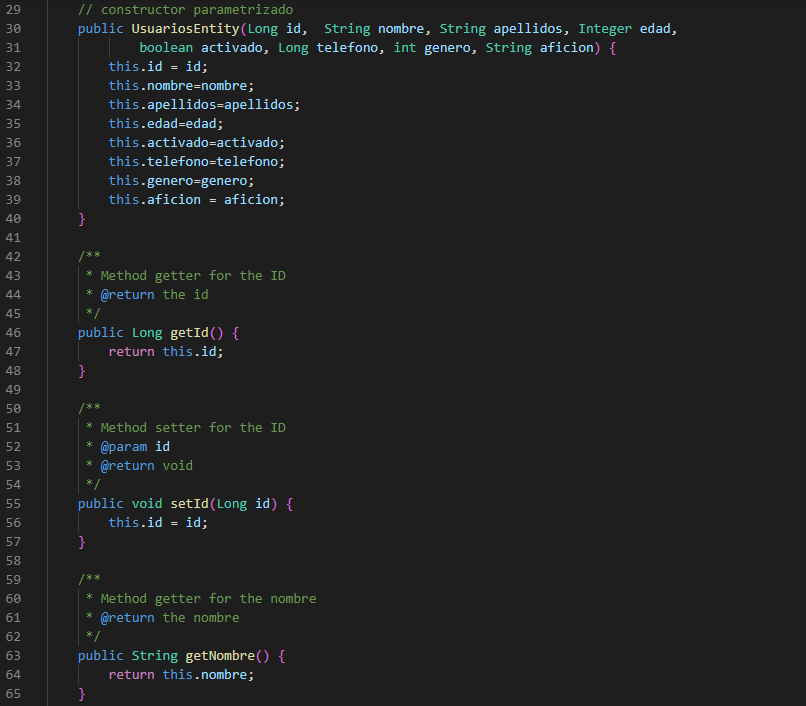 29 // constructor parametrizado
30 public UsuariosEntity(Long id,  String nombre, String apellidos, Integer edad,
31 boolean activado, Long telefono, int genero, String aficion) {
32 this.id = id;
33 this.nombre=nombre;
34 this.apellidos=apellidos;
35 this.edad=edad;
36 this.activado=activado;
37 this.telefono=telefono;
38 this.genero=genero;
39 this.aficion = aficion;
40 }
41
42 /**
43 * Method getter for the ID
44 * @return the id
45 */
46 public Long getId() {
47 return this.id;
48 }
49
50 /**
51 * Method setter for the ID
52 * @param id
53 * @return void
54 */
55 public void setId(Long id) {
56 this.id = id;
57 }
58
59 /**
60 * Method getter for the nombre
61 * @return the nombre
62 */
63 public String getNombre() {
64 return this.nombre;
65 }